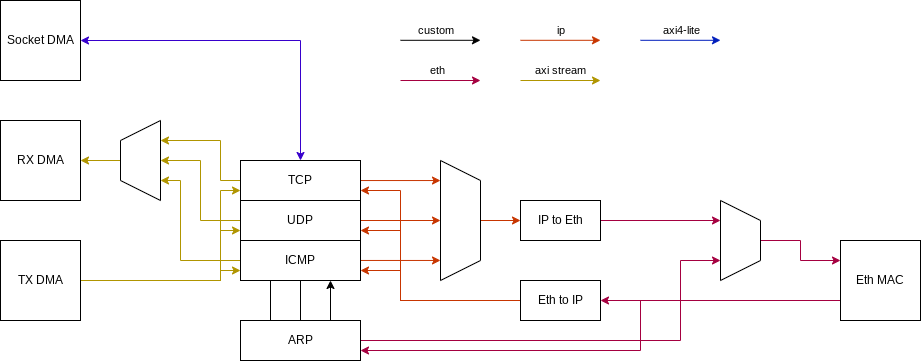 Socket DMA
custom
ip
axi4-lite
eth
axi stream
RX DMA
TCP
UDP
IP to Eth
ICMP
TX DMA
Eth MAC
Eth to IP
ARP